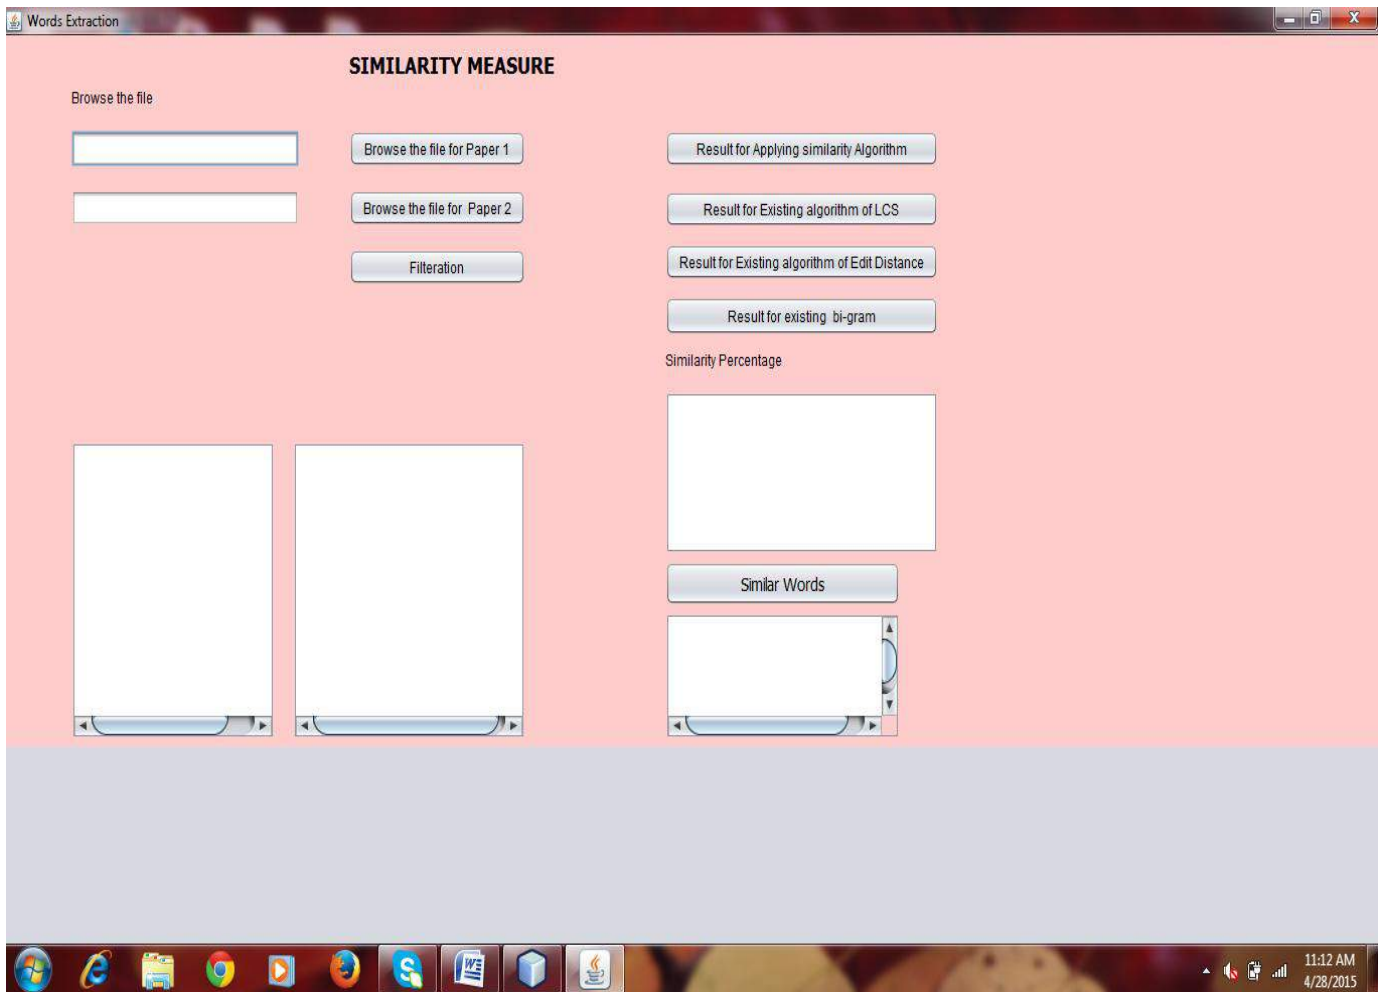 Words Extraction
SIMILARITY MEASURE
Browse the file
Browse the file for Paper 1
Result for Applying similarity Algorithm
Browse the file for Paper 2
Result for Existing algorithm of LCS
Filteration
Result for Existing algorithm of Edit Distance
Result for existing bi-gram
Similarity Percentage
Similar Words
11:12 AM
4/28/2015